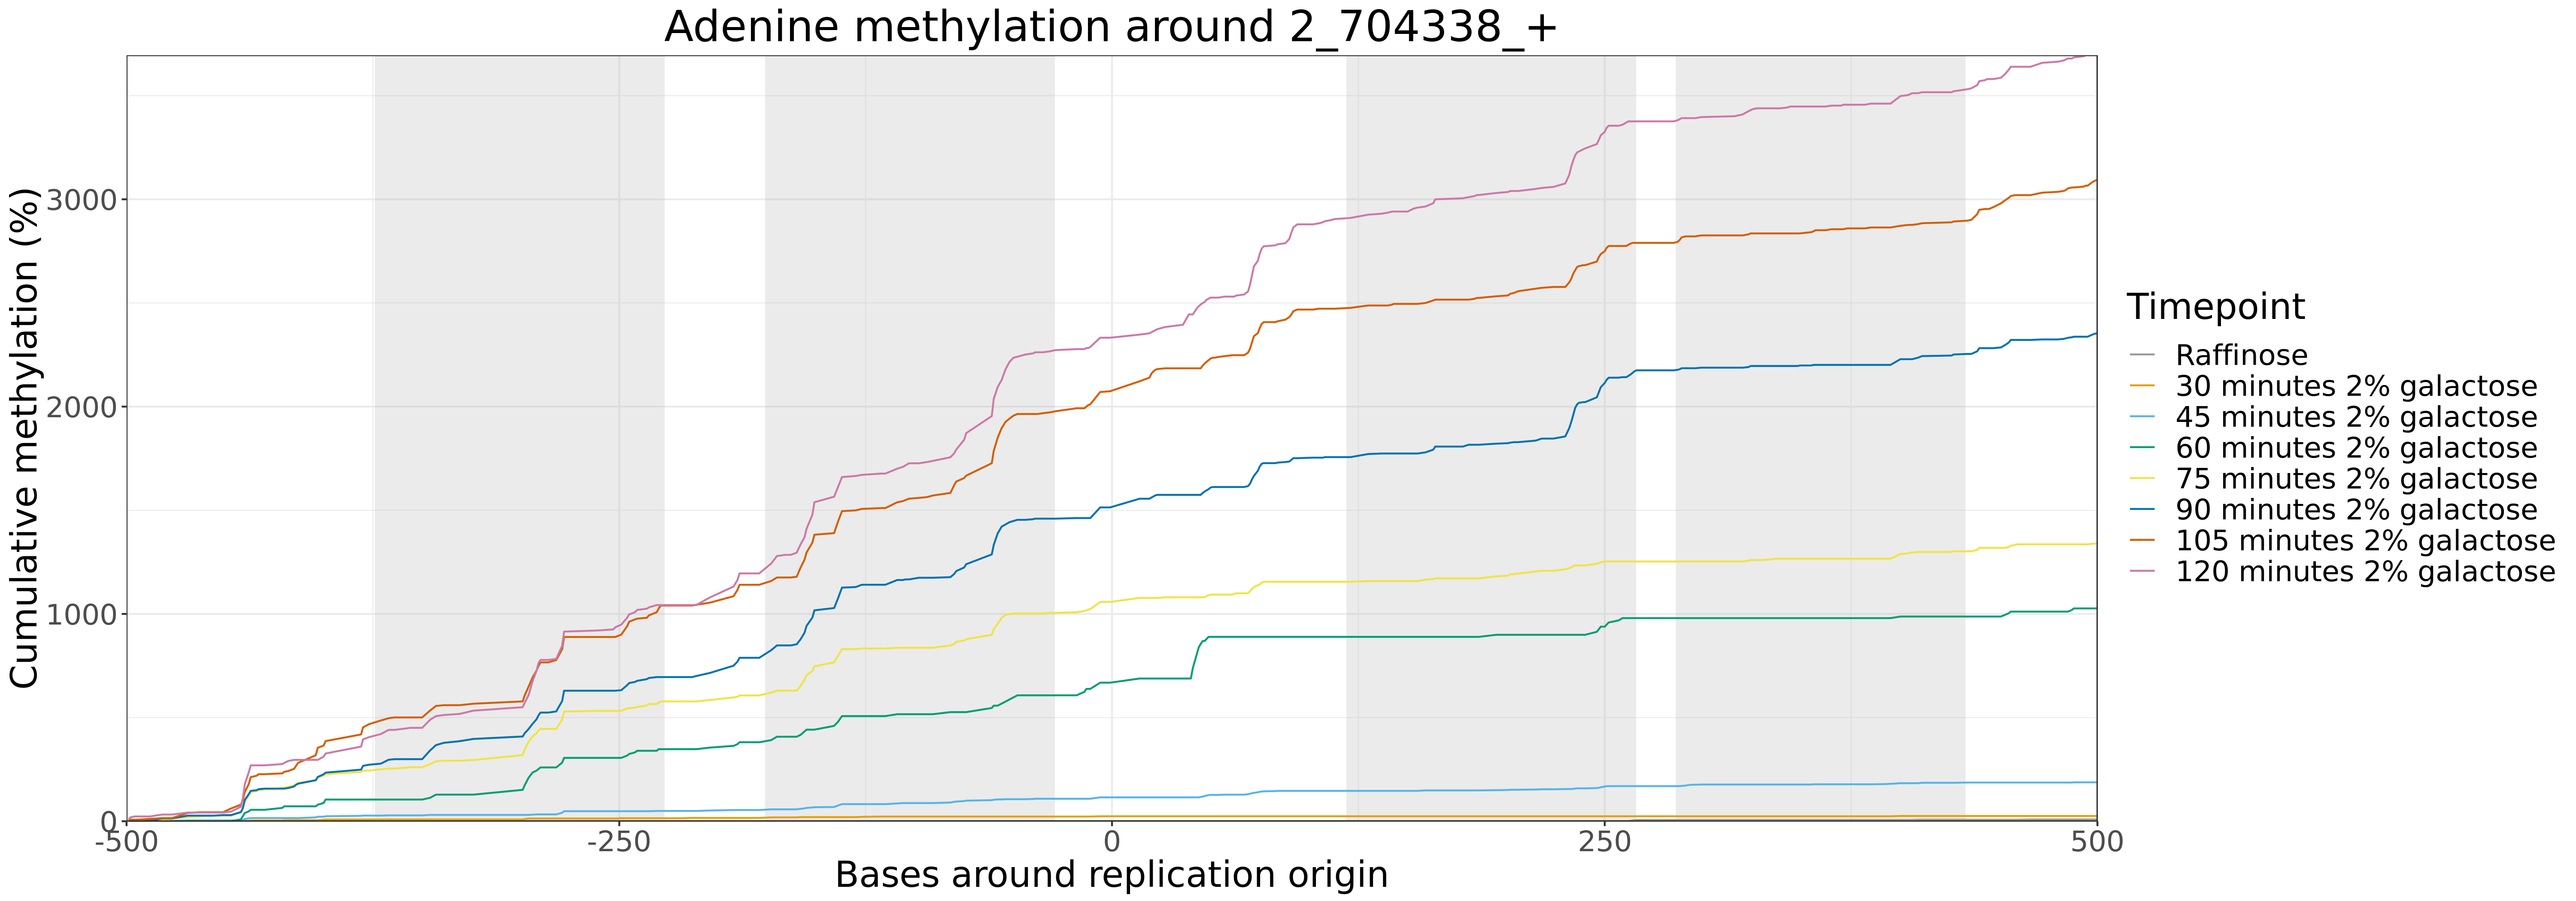 Adenine methylation around 2_704338_+
Cumulative methylation (%)
3000
2000
1000
0
-500
-250
0
250
500
Bases around replication origin
Timepoint
Raffinose
30 minutes 2% galactose
45 minutes 2% galactose
60 minutes 2% galactose
75 minutes 2% galactose
90 minutes 2% galactose
105 minutes 2% galactose
120 minutes 2% galactose